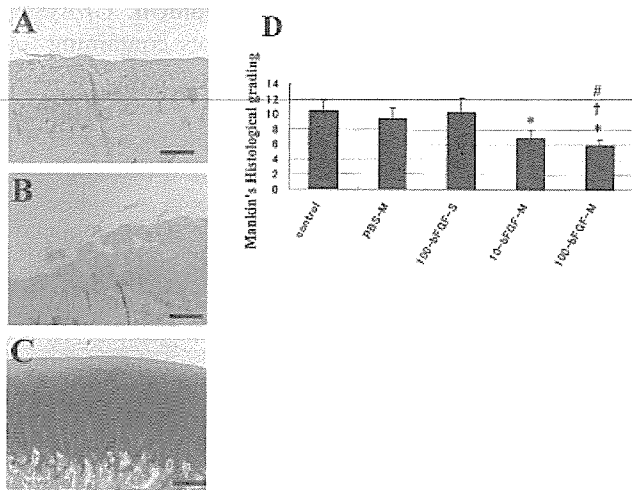 A
B
C
D
Mankin's Histological grading
14
12
10
8
6
4
2
0
#
†
*
*
control
PBS-M
100-bFGF-S
10-bFGF-M
100-bFGF-M